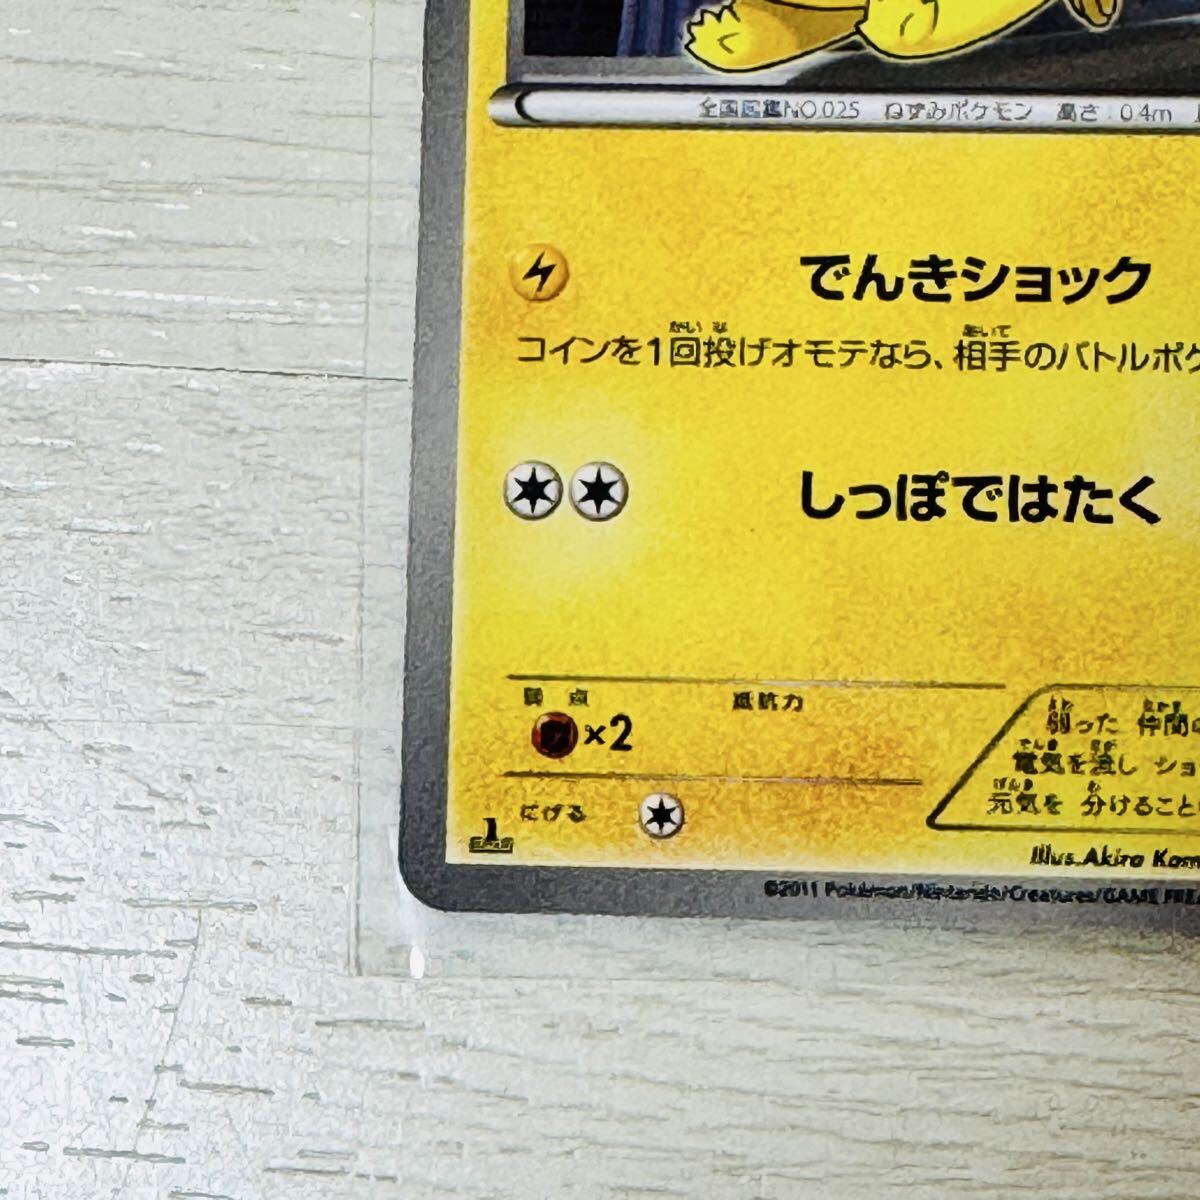 全国図鑑NO.025 ねずみポケモン 高さ:0.4m
でんきショック
コインを1回投げオモテなら、相手のバトルポケ
しっぽではたく
弱点 抵抗力
×2
にげる
弱った 仲間の
電気を流し ショ
元気を 分けること
1
Illus. Akira Kom
©2011 Pokémon/Nintendo/Creatures/GAME FREA